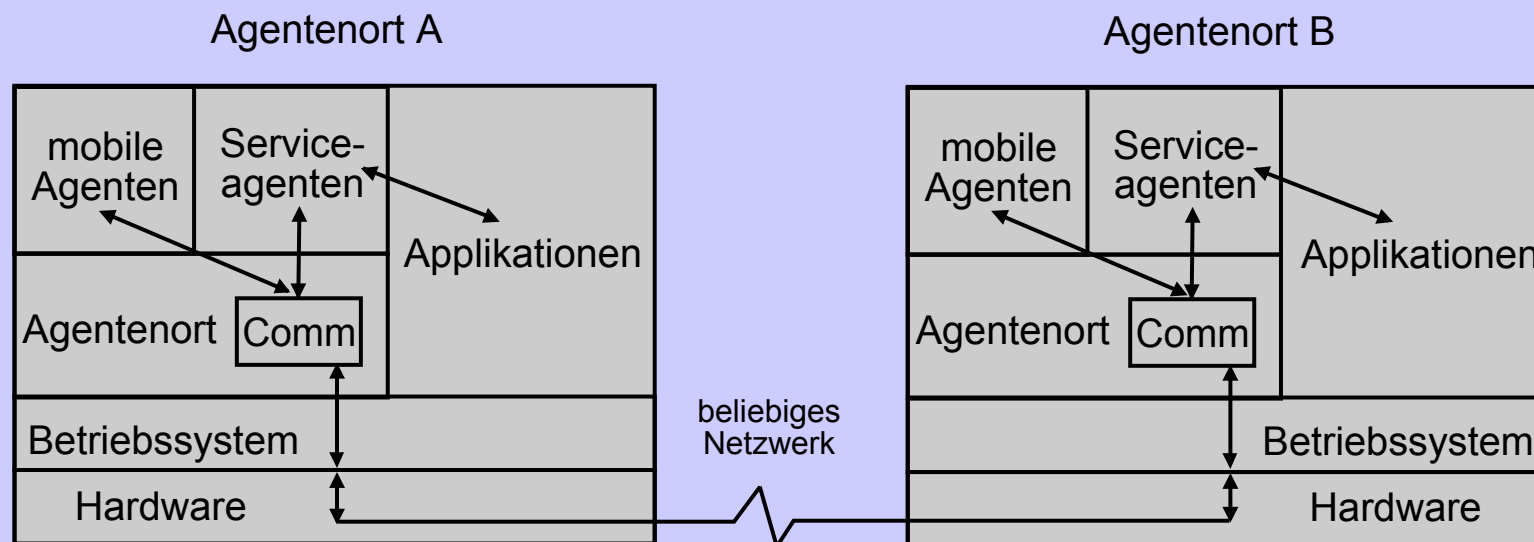 Agentenort A
mobile
Agenten
Service-
agenten
Applikationen
Agentenort
Comm
Betriebssystem
Hardware
beliebiges
Netzwerk
Agentenort B
mobile
Agenten
Service-
agenten
Applikationen
Agentenort
Comm
Betriebssystem
Hardware